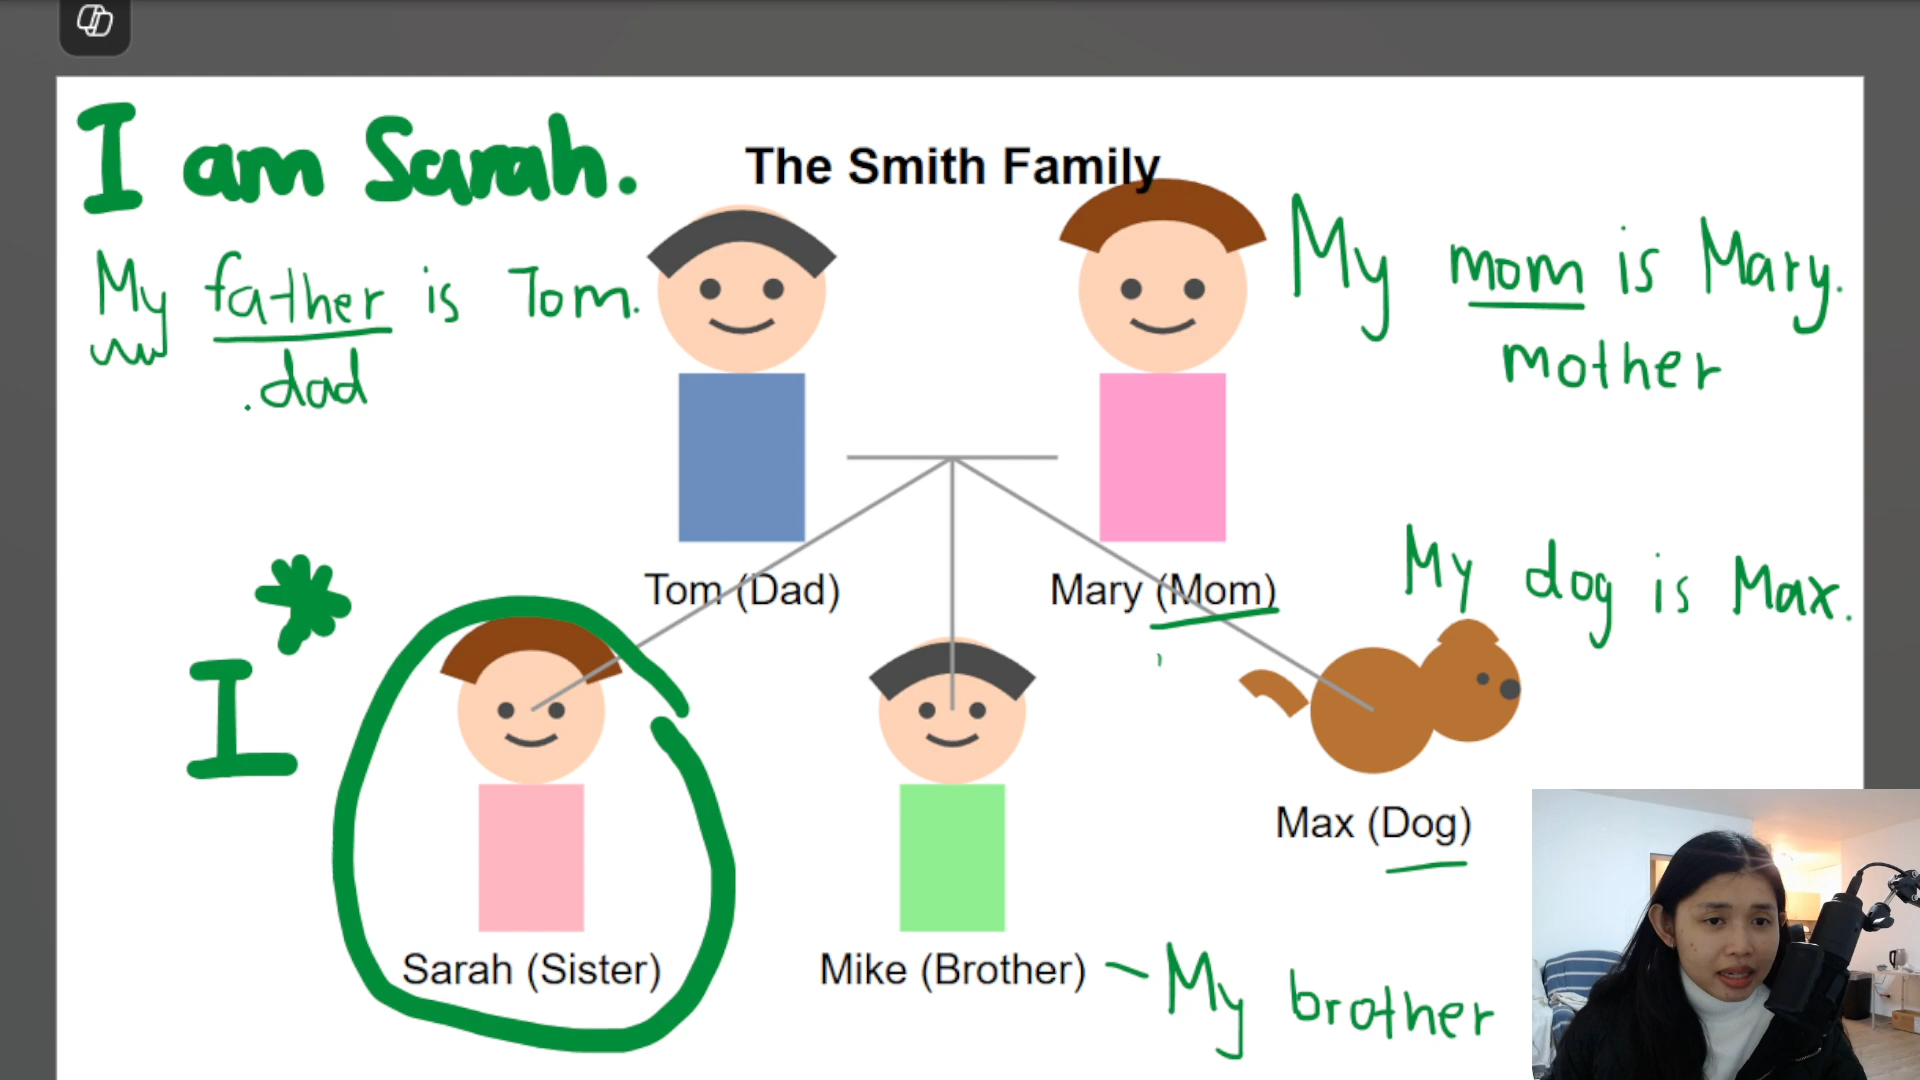 I am Sarah.
The Smith Family
My father is Tom.
dad
My mom is Mary.
mother
Tom (Dad)
Mary (Mom)
My dog is Max.
I
Max (Dog)
Sarah (Sister)
Mike (Brother)
My brother